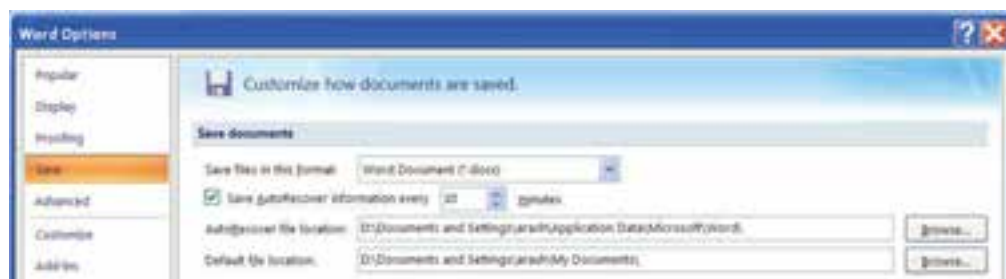 Word Options
Popular
Display
Proofing
Save
Advanced
Customize
Add-Ins
Customize how documents are saved.
Save documents
Save files in this format: Word Document (*.docx)
Save AutoRecover information every 10 minutes
AutoRecover file location: D:\Documents and Settings\arash\Application Data\Microsoft\Word\ Browse...
Default file location: D:\Documents and Settings\arash\My Documents\ Browse...